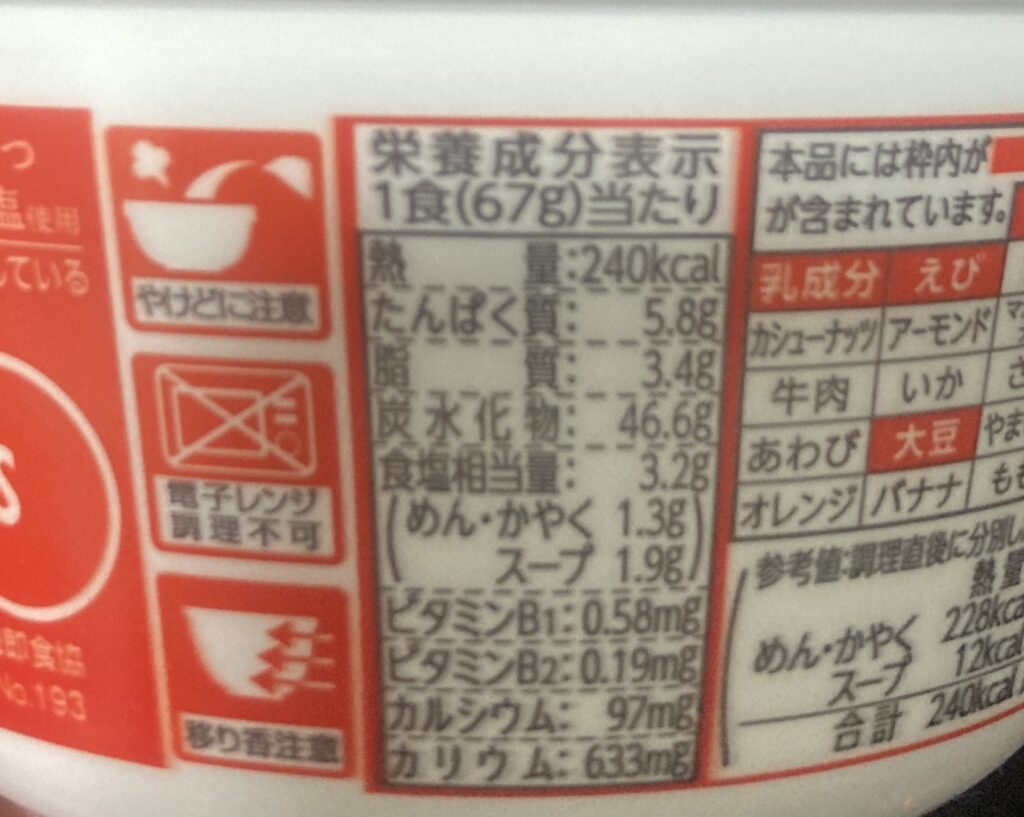 つ
塩使用
している
S
即食協
No.193
やけどに注意
電子レンジ
調理不可
移り香注意
栄養成分表示
1食(67g)当たり
熱量:240kcal
たんぱく質:5.8g
脂質:3.4g
炭水化物:46.6g
食塩相当量:3.2g
(めん・かやく 1.3g
スープ 1.9g)
ビタミンB1:0.58mg
ビタミンB2:0.19mg
カルシウム:97mg
カリウム:633mg
本品には枠内が
が含まれています。
乳成分 えび
カシューナッツ アーモンド マカ
牛肉 いか さ
あわび 大豆 やま
オレンジ バナナ もも
(参考値:調理直後に分別し
熱量
めん・かやく 228kcal
スープ 12kcal
合計 240kcal